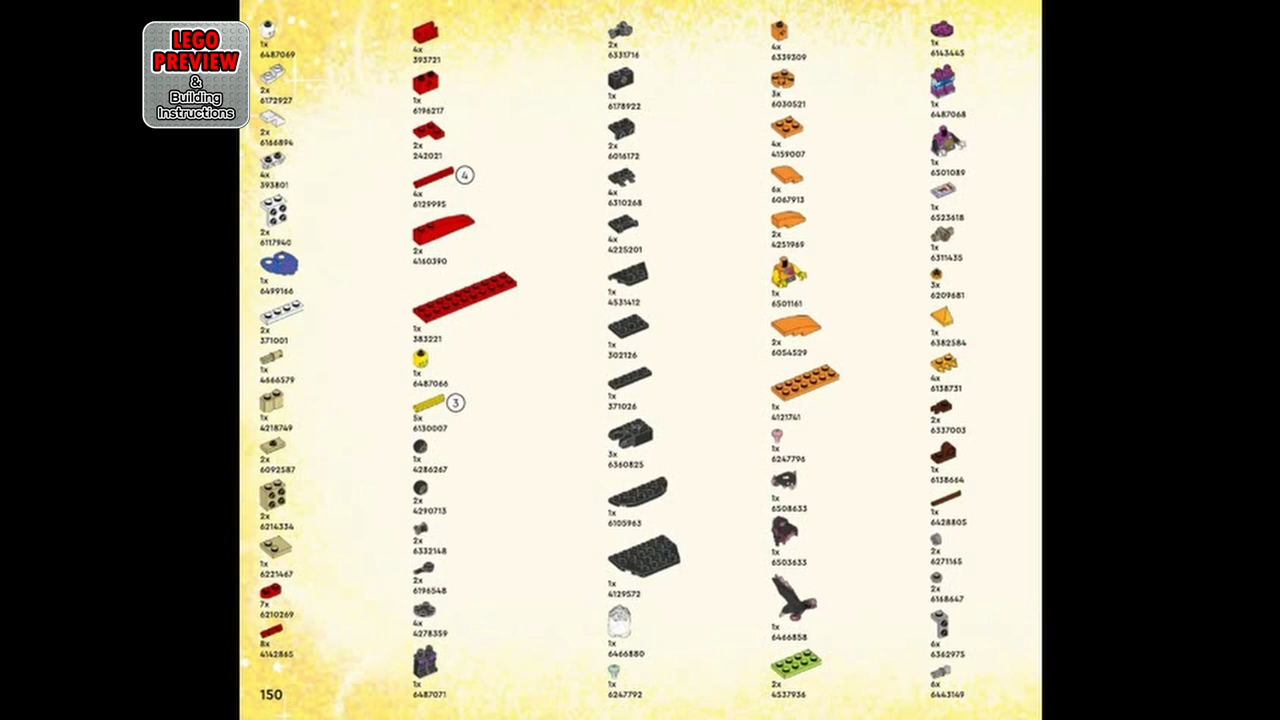 LEGO
PREVIEW
&
Building
Instructions
1x
6487069
2x
6172927
2x
6166894
4x
393801
2x
6117940
1x
6499166
2x
371001
1x
4666579
1x
4218749
2x
6092587
2x
6214334
1x
6221467
7x
6210269
8x
4142865
150
4x
393721
1x
6196217
2x
242021
4
4x
6129995
2x
4160390
1x
383221
1x
6487066
3
5x
6130007
1x
4286267
2x
4290713
2x
6332148
2x
6196548
4x
4278359
1x
6487071
2x
6331716
1x
6178922
2x
6016172
4x
6310268
4x
4225201
1x
4531412
1x
302126
1x
371026
3x
6360825
1x
6105963
1x
4129572
1x
6466880
1x
6247792
4x
6339309
3x
6030521
4x
4159007
6x
6067913
2x
4251969
1x
6501161
2x
6054529
1x
4121741
1x
6247796
1x
6508633
1x
6503633
1x
6466858
2x
4537936
1x
6143445
1x
6487068
1x
6501089
1x
6523618
1x
6311435
3x
6209681
1x
6382584
4x
6138731
2x
6337003
1x
6138664
1x
6428805
2x
6271165
2x
6168647
6x
6362975
6x
6443149